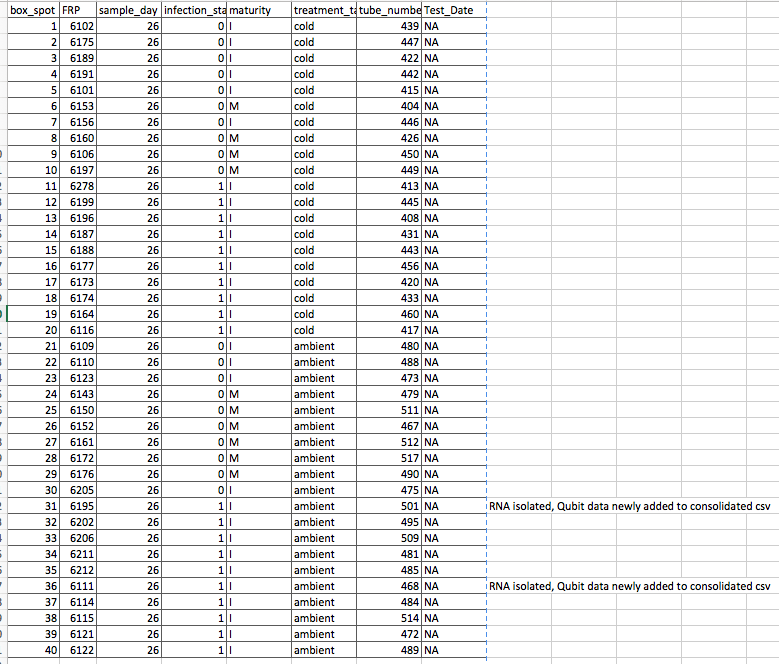 box_spot FRP sample_day infection_sta maturity treatment_ta tube_numbe Test_Date
1 6102 26 0 I cold 439 NA
2 6175 26 0 I cold 447 NA
3 6189 26 0 I cold 422 NA
4 6191 26 0 I cold 442 NA
5 6101 26 0 I cold 415 NA
6 6153 26 0 M cold 404 NA
7 6156 26 0 I cold 446 NA
8 6160 26 0 M cold 426 NA
9 6106 26 0 M cold 450 NA
10 6197 26 0 M cold 449 NA
11 6278 26 1 I cold 413 NA
12 6199 26 1 I cold 445 NA
13 6196 26 1 I cold 408 NA
14 6187 26 1 I cold 431 NA
15 6188 26 1 I cold 443 NA
16 6177 26 1 I cold 456 NA
17 6173 26 1 I cold 420 NA
18 6174 26 1 I cold 433 NA
19 6164 26 1 I cold 460 NA
20 6116 26 1 I cold 417 NA
21 6109 26 0 I ambient 480 NA
22 6110 26 0 I ambient 488 NA
23 6123 26 0 I ambient 473 NA
24 6143 26 0 M ambient 479 NA
25 6150 26 0 M ambient 511 NA
26 6152 26 0 M ambient 467 NA
27 6161 26 0 M ambient 512 NA
28 6172 26 0 M ambient 517 NA
29 6176 26 0 M ambient 490 NA
30 6205 26 0 I ambient 475 NA
31 6195 26 1 I ambient 501 NA RNA isolated, Qubit data newly added to consolidated csv
32 6202 26 1 I ambient 495 NA
33 6206 26 1 I ambient 509 NA
34 6211 26 1 I ambient 481 NA
35 6212 26 1 I ambient 485 NA
36 6111 26 1 I ambient 468 NA RNA isolated, Qubit data newly added to consolidated csv
37 6114 26 1 I ambient 484 NA
38 6115 26 1 I ambient 514 NA
39 6121 26 1 I ambient 472 NA
40 6122 26 1 I ambient 489 NA